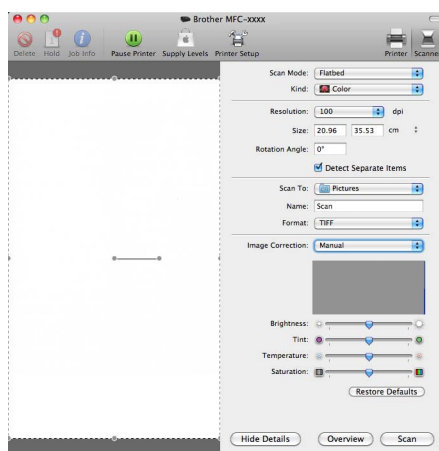 Brother MFC-xxxx
Delete Hold Job Info Pause Printer Supply Levels Printer Setup Printer Scanne
Scan Mode: Flatbed
Kind: Color
Resolution: 100 dpi
Size: 20.96 35.53 cm
Rotation Angle: 0°
Detect Separate Items
Scan To: Pictures
Name: Scan
Format: TIFF
Image Correction: Manual
Brightness:
Tint:
Temperature:
Saturation:
Restore Defaults
Hide Details Overview Scan